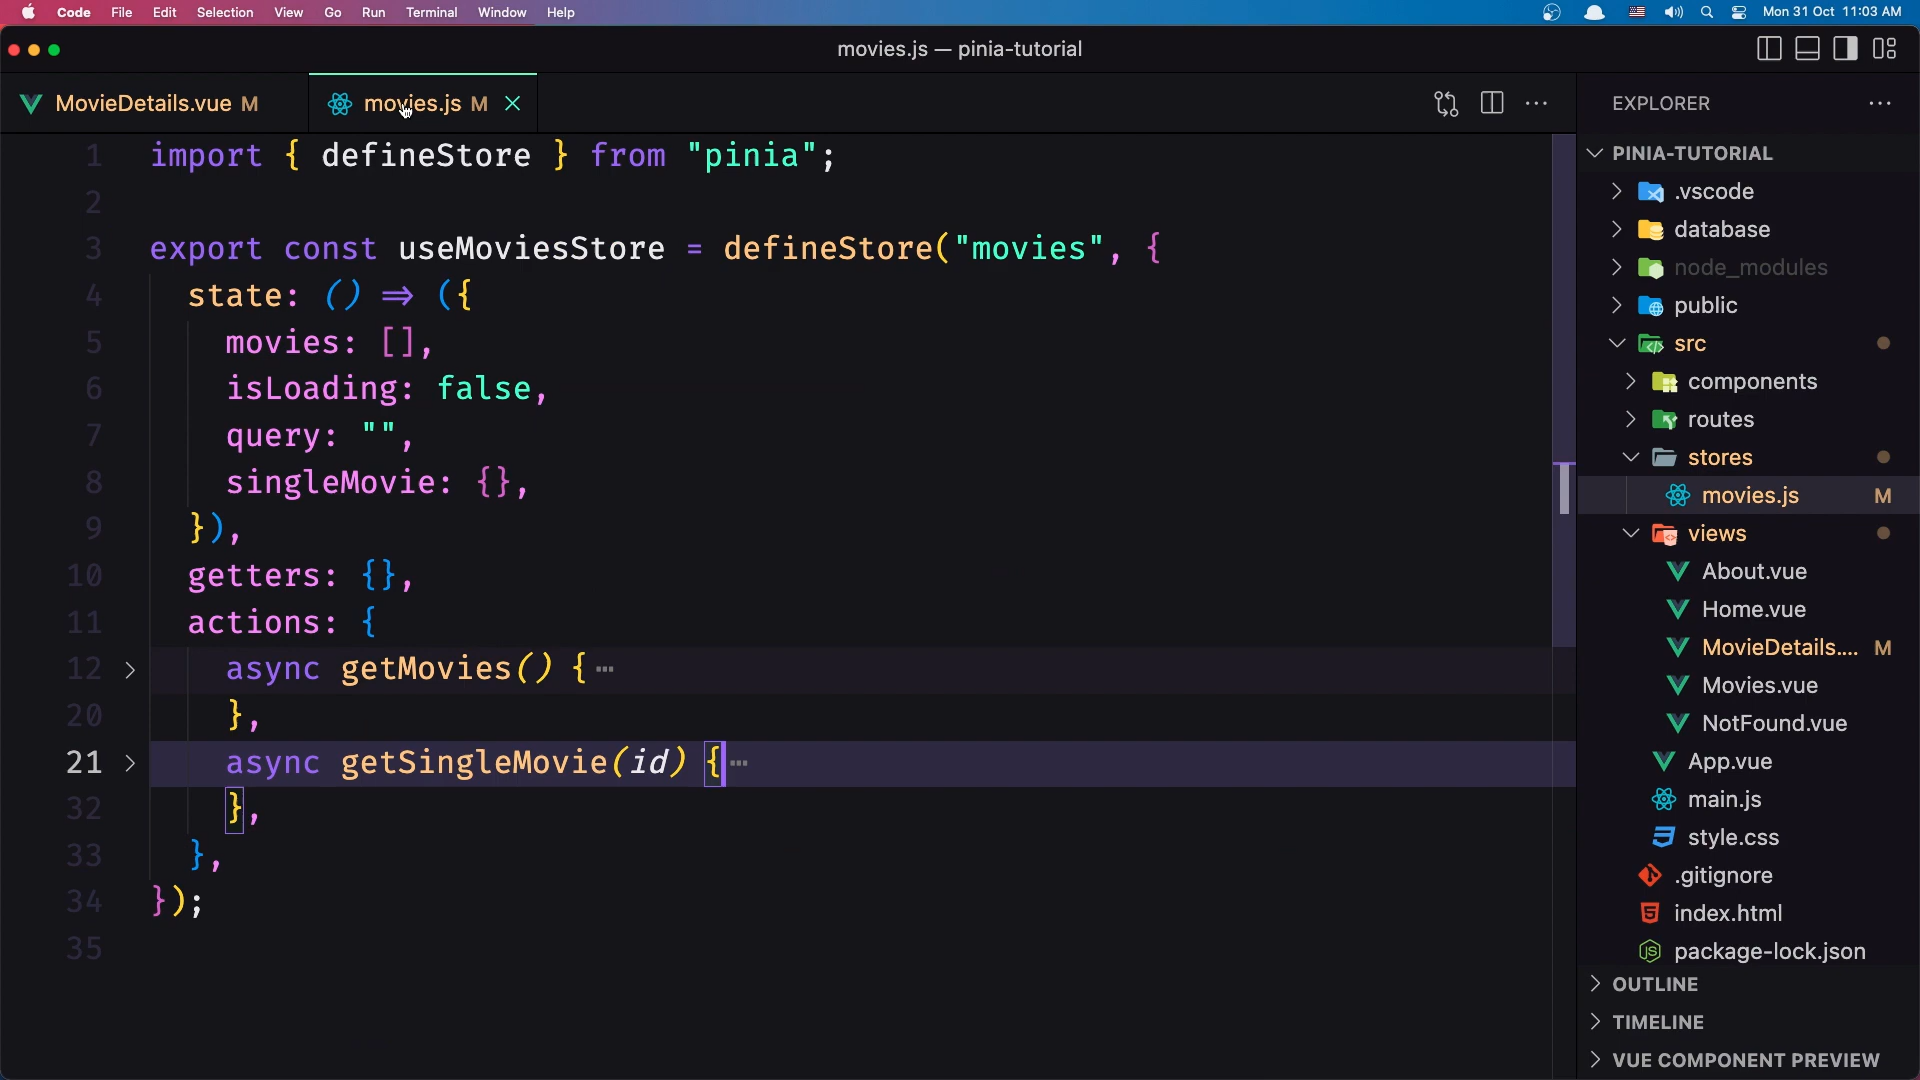 Code File Edit Selection View Go Run Terminal Window Help Mon 31 Oct 11:03 AM
movies.js — pinia-tutorial
MovieDetails.vue M movies.js M
1 import { defineStore } from "pinia";
2
3 export const useMoviesStore = defineStore("movies", {
4 state: () => ({
5 movies: [],
6 isLoading: false,
7 query: "",
8 singleMovie: {},
9 }),
10 getters: {},
11 actions: {
12 async getMovies() { ⋯
20 },
21 async getSingleMovie(id) { ⋯
32 },
33 },
34 });
35
EXPLORER
PINIA-TUTORIAL
.vscode
database
node_modules
public
src
components
routes
stores
movies.js M
views
About.vue
Home.vue
MovieDetails.... M
Movies.vue
NotFound.vue
App.vue
main.js
style.css
.gitignore
index.html
package-lock.json
OUTLINE
TIMELINE
VUE COMPONENT PREVIEW